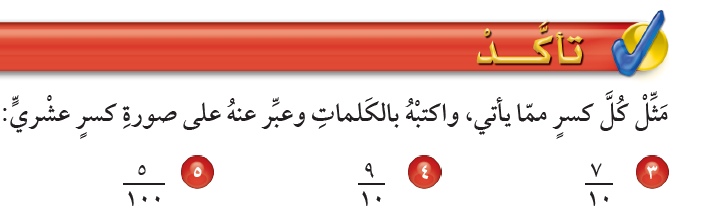 تأكَّدْ
مَثِّلْ كُلَّ كسرٍ ممّا يأتي، واكتبْهُ بالكَلماتِ وعبِّر عنهُ على صورةِ كسرٍ عشْريٍّ:
٣ ٧/١٠ ٤ ٩/١٠ ٥ ٥/١٠٠